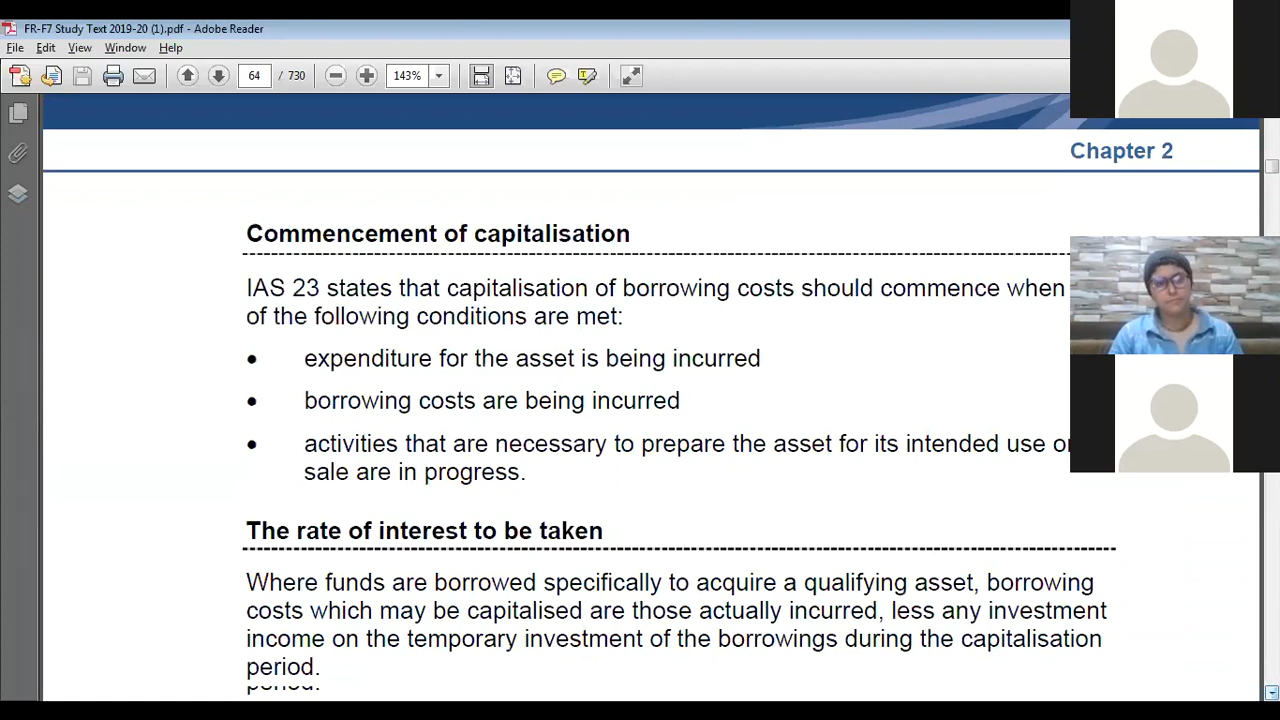 FR-F7 Study Text 2019-20 (1).pdf - Adobe Reader
File Edit View Window Help
64 / 730 143%
Chapter 2
Commencement of capitalisation
IAS 23 states that capitalisation of borrowing costs should commence when
of the following conditions are met:
• expenditure for the asset is being incurred
• borrowing costs are being incurred
• activities that are necessary to prepare the asset for its intended use or
sale are in progress.
The rate of interest to be taken
Where funds are borrowed specifically to acquire a qualifying asset, borrowing
costs which may be capitalised are those actually incurred, less any investment
income on the temporary investment of the borrowings during the capitalisation
period.
period.